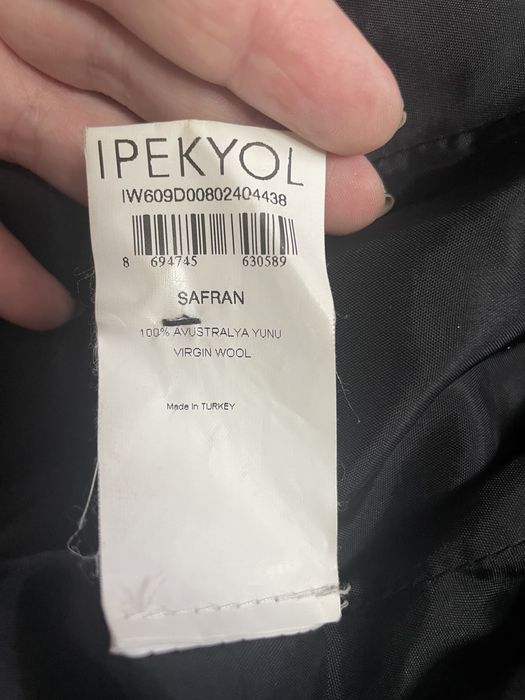 IPEKYOL
IW609D00802404438
8 694745 630589
SAFRAN
100% AVUSTRALYA YUNU
VIRGIN WOOL
Made in TURKEY